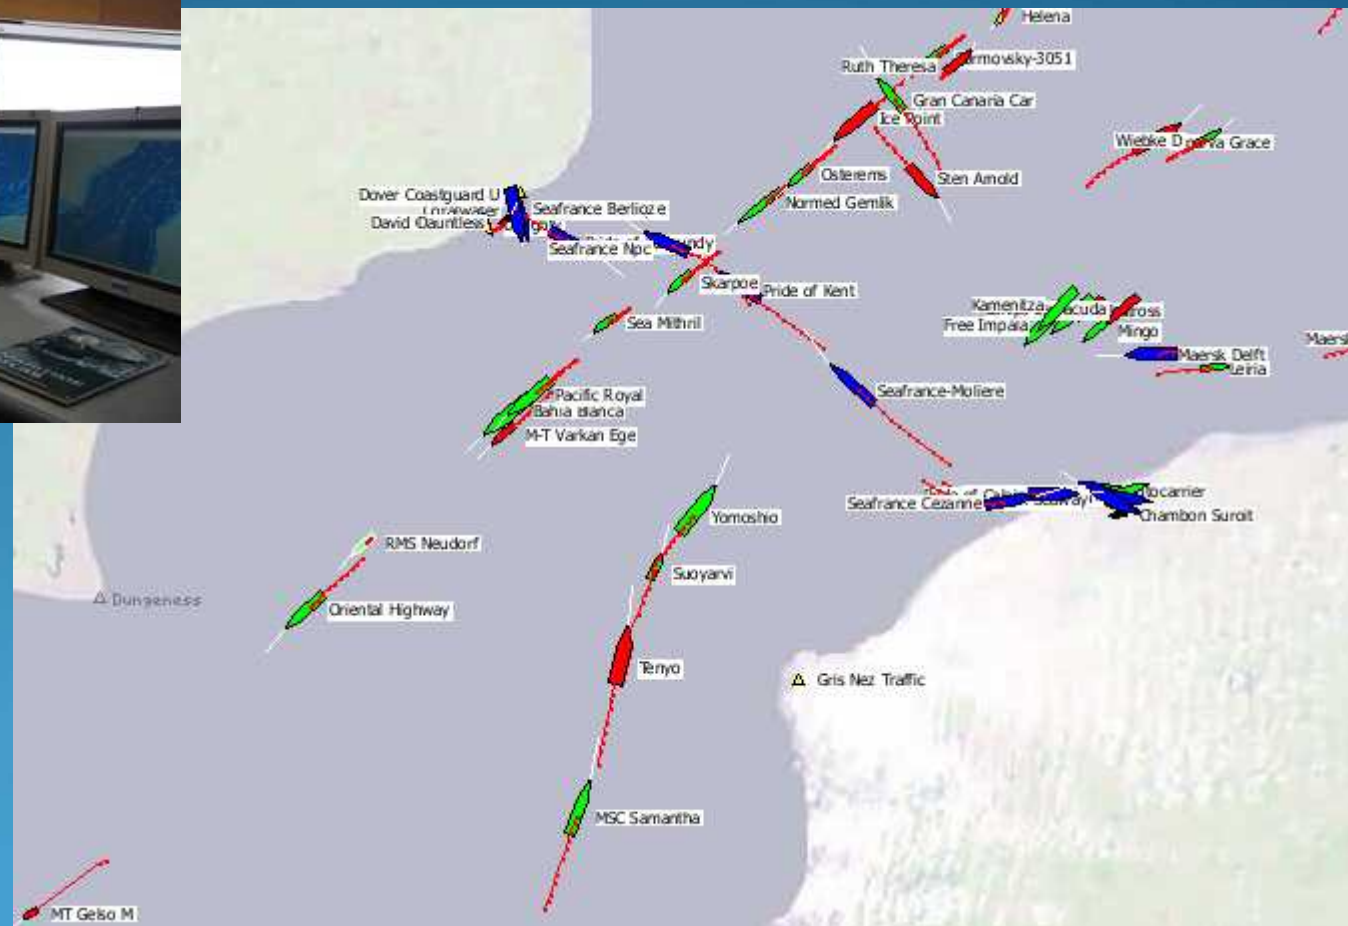 Helena
Ruth Theresa
rmovsky-3051
Gran Canaria Car
Ice Point
Wiebke D
va Grace
Osterems
Sten Arnold
Dover Coastguard U
Normed Gemlik
Seafrance Berlioze
David Dauntless
Seafrance Npc
Skarpoe
Pride of Kent
Kamenitza
Free Impala
Mingo
Sea Mithril
Maersk Delft
Maersk
Leiria
Seafrance-Moliere
Pacific Royal
Bahia Blanca
M-T Varkan Ege
Seafrance Cezanne
Chambon Suroit
Yomoshio
RMS Neudorf
Suoyarvi
Dungeness
Oriental Highway
Tenyo
Gris Nez Traffic
MSC Samantha
MT Gelso M